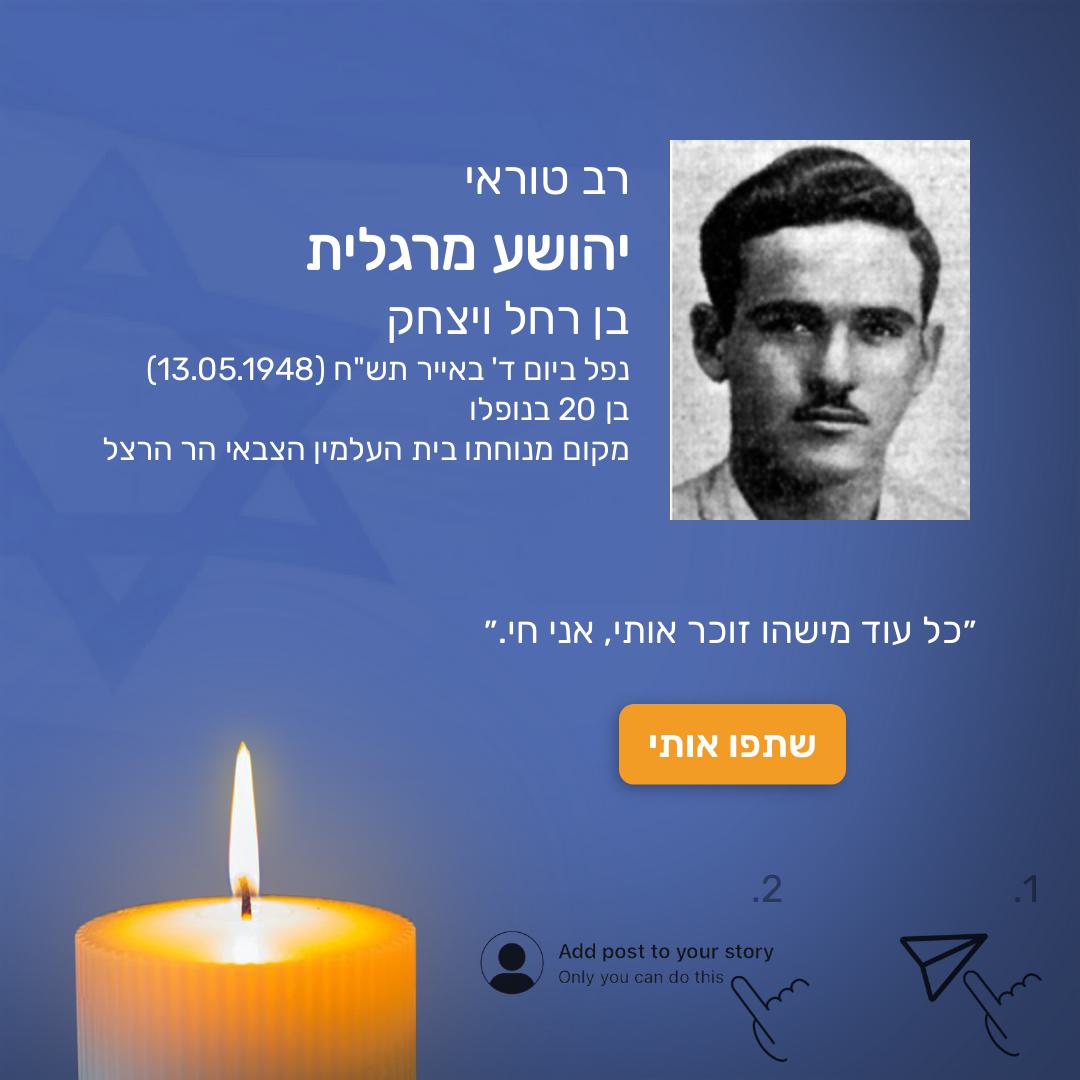 רב טוראי
יהושע מרגלית
בן רחל ויצחק
נפל ביום ד' באייר תש"ח (13.05.1948)
בן 20 בנופלו
מקום מנוחתו בית העלמין הצבאי הר הרצל
״כל עוד מישהו זוכר אותי, אני חי.״
שתפו אותי
1.
2.
Add post to your story
Only you can do this